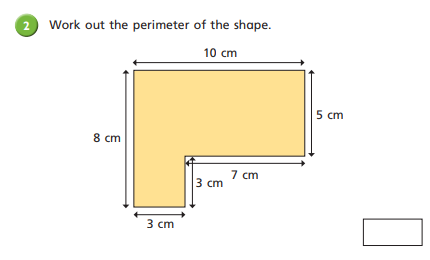 2 Work out the perimeter of the shape.
10 cm
5 cm
8 cm
7 cm
3 cm
3 cm